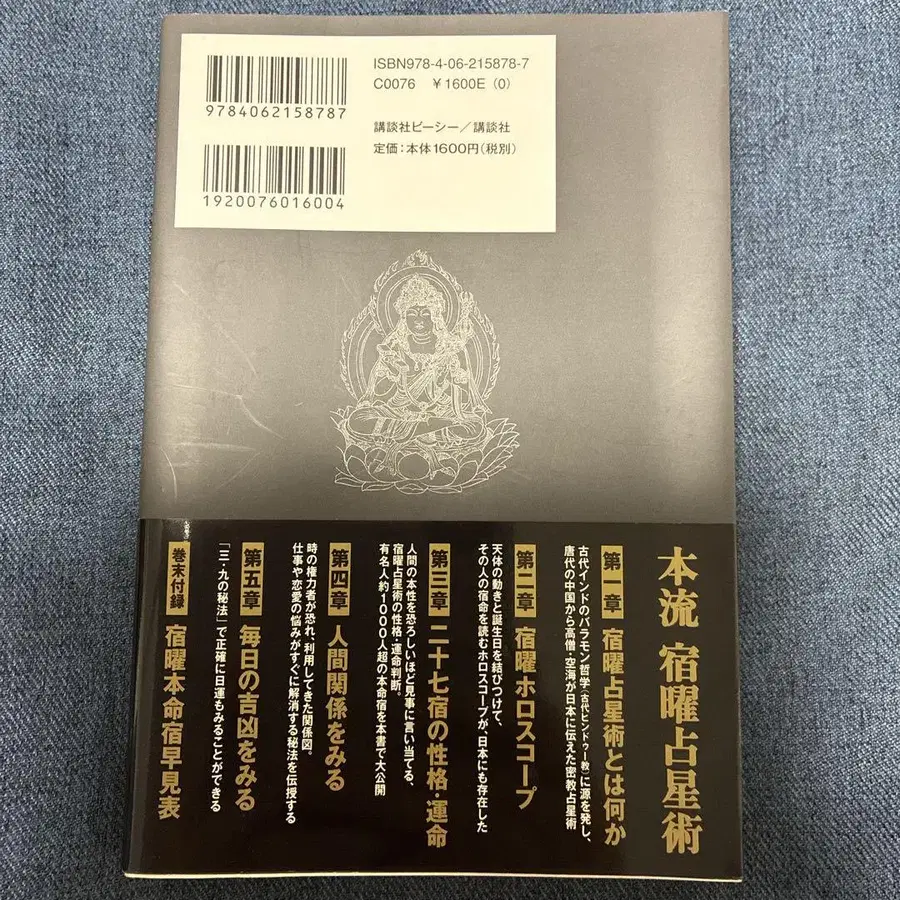 ISBN978-4-06-215878-7
C0076 ¥1600E (0)
9784062158787
講談社ビーシー/講談社
定価:本体1600円(税別)
1920076016004
本流 宿曜占星術
第一章 宿曜占星術とは何か
古代インドのバラモン哲学(古代ヒンドゥー教)に源を発し、
唐代の中国から高僧・空海が日本に伝えた密教占星術
第二章 宿曜ホロスコープ
天体の動きと誕生日を結びつけて、
その人の宿命を読むホロスコープが、日本にも存在した
第三章 二十七宿の性格・運命
人間の本性を恐ろしいほど見事に言い当てる、
宿曜占星術の性格・運命判断。
有名人約1000人超の本命宿を本書で大公開
第四章 人間関係をみる
時の権力者が恐れ、利用してきた関係図。
仕事や恋愛の悩みがすぐに解消する秘法を伝授する
第五章 毎日の吉凶をみる
「三・九の秘法」で正確に日運もみることができる
巻末付録 宿曜本命宿早見表